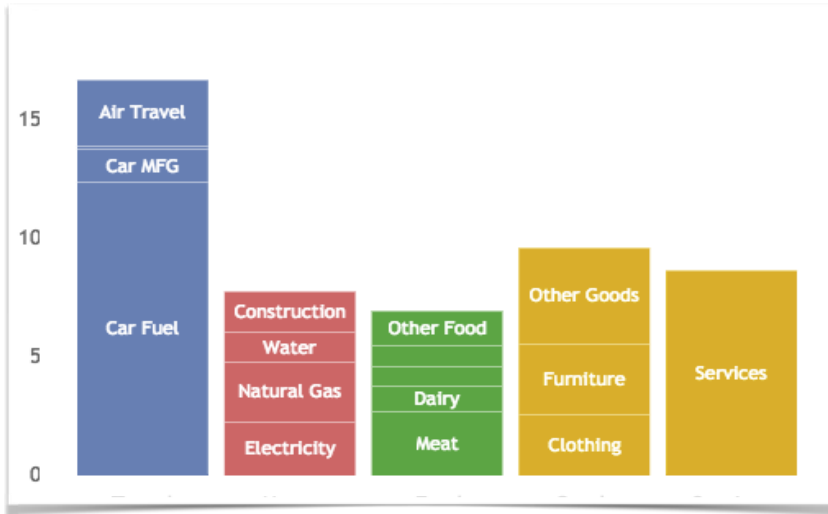 15
10
5
0
Air Travel
Car MFG
Car Fuel
Construction
Water
Natural Gas
Electricity
Other Food
Dairy
Meat
Other Goods
Furniture
Clothing
Services